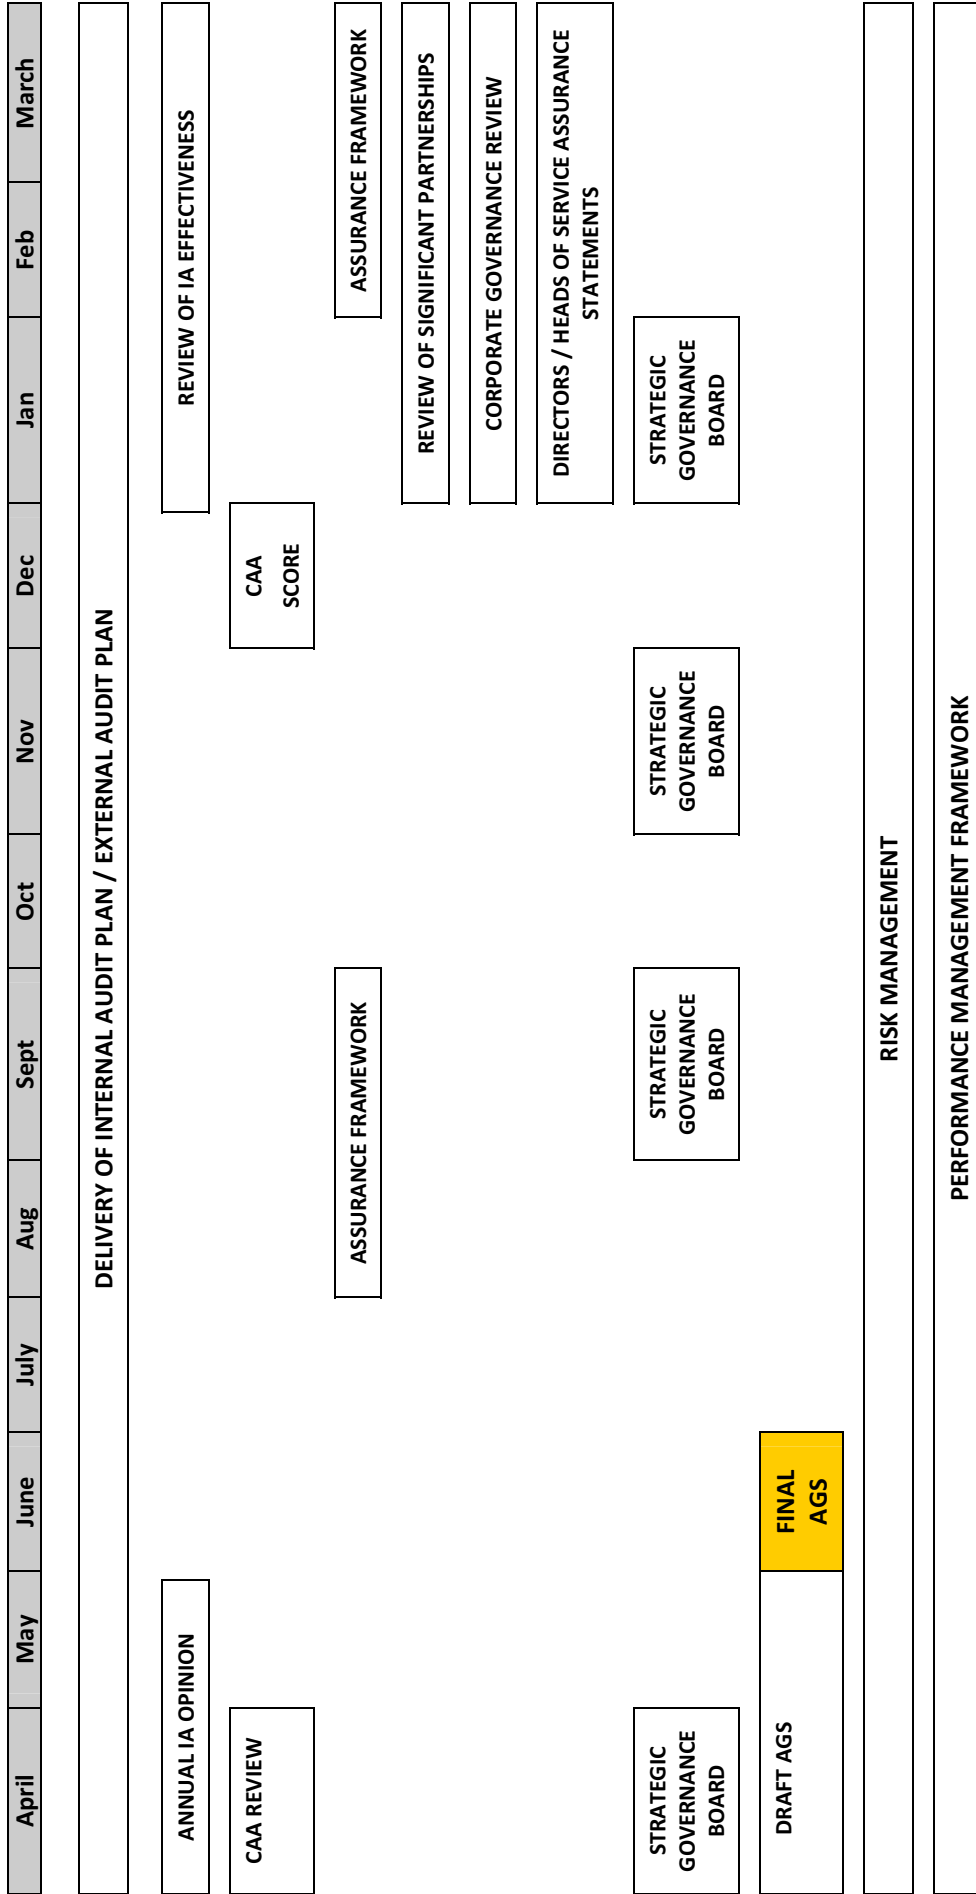 April May June July Aug Sept Oct Nov Dec Jan Feb March
DELIVERY OF INTERNAL AUDIT PLAN / EXTERNAL AUDIT PLAN
ANNUAL IA OPINION
REVIEW OF IA EFFECTIVENESS
CAA REVIEW
CAA
SCORE
ASSURANCE FRAMEWORK
ASSURANCE FRAMEWORK
REVIEW OF SIGNIFICANT PARTNERSHIPS
CORPORATE GOVERNANCE REVIEW
DIRECTORS / HEADS OF SERVICE ASSURANCE
STATEMENTS
STRATEGIC
GOVERNANCE
BOARD
STRATEGIC
GOVERNANCE
BOARD
STRATEGIC
GOVERNANCE
BOARD
STRATEGIC
GOVERNANCE
BOARD
DRAFT AGS
FINAL
AGS
RISK MANAGEMENT
PERFORMANCE MANAGEMENT FRAMEWORK